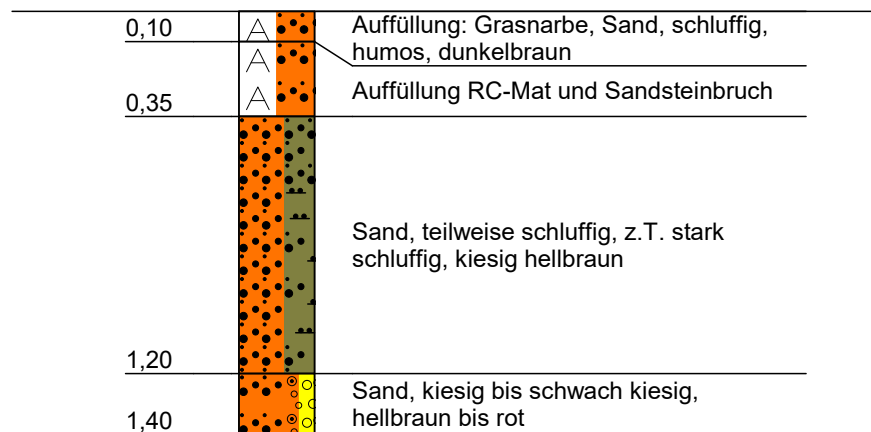 0,10
Auffüllung: Grasnarbe, Sand, schluffig,
humos, dunkelbraun
A
A
A
0,35
Auffüllung RC-Mat und Sandsteinbruch
Sand, teilweise schluffig, z.T. stark
schluffig, kiesig hellbraun
1,20
Sand, kiesig bis schwach kiesig,
hellbraun bis rot
1,40